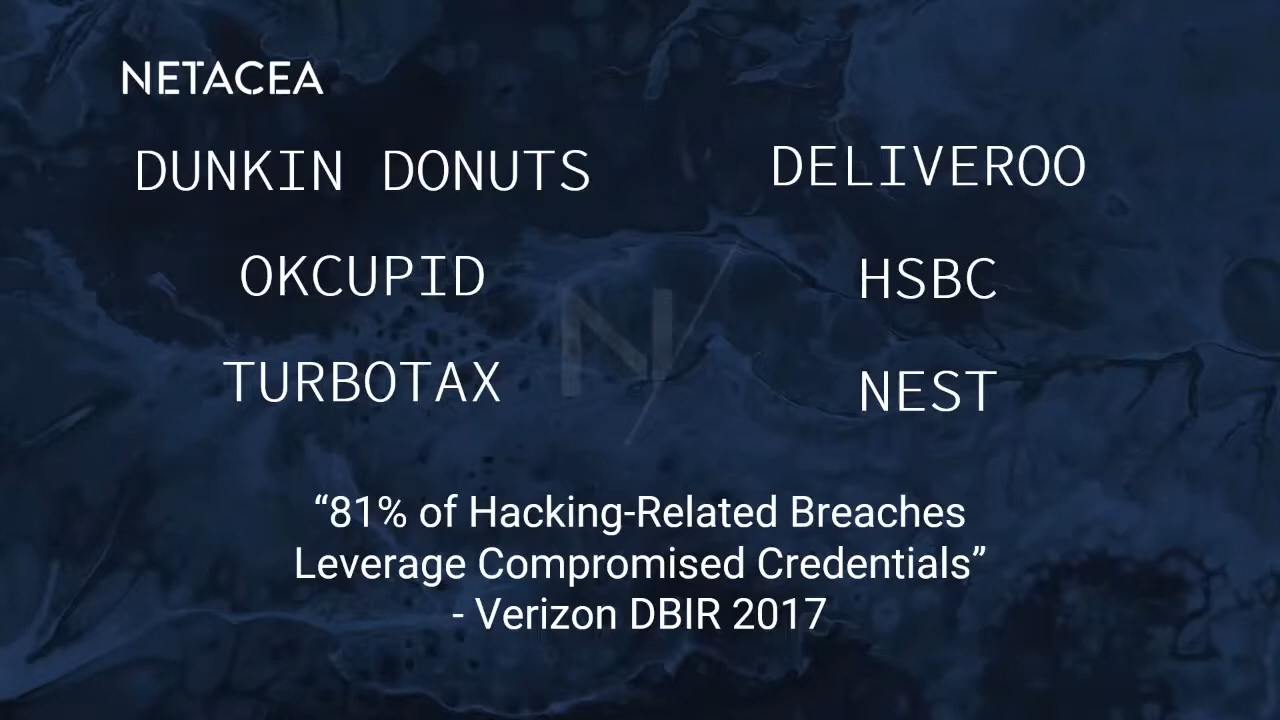 NETACEA
DUNKIN DONUTS
DELIVEROO
OKCUPID
HSBC
TURBOTAX
NEST
“81% of Hacking-Related Breaches
Leverage Compromised Credentials”
- Verizon DBIR 2017